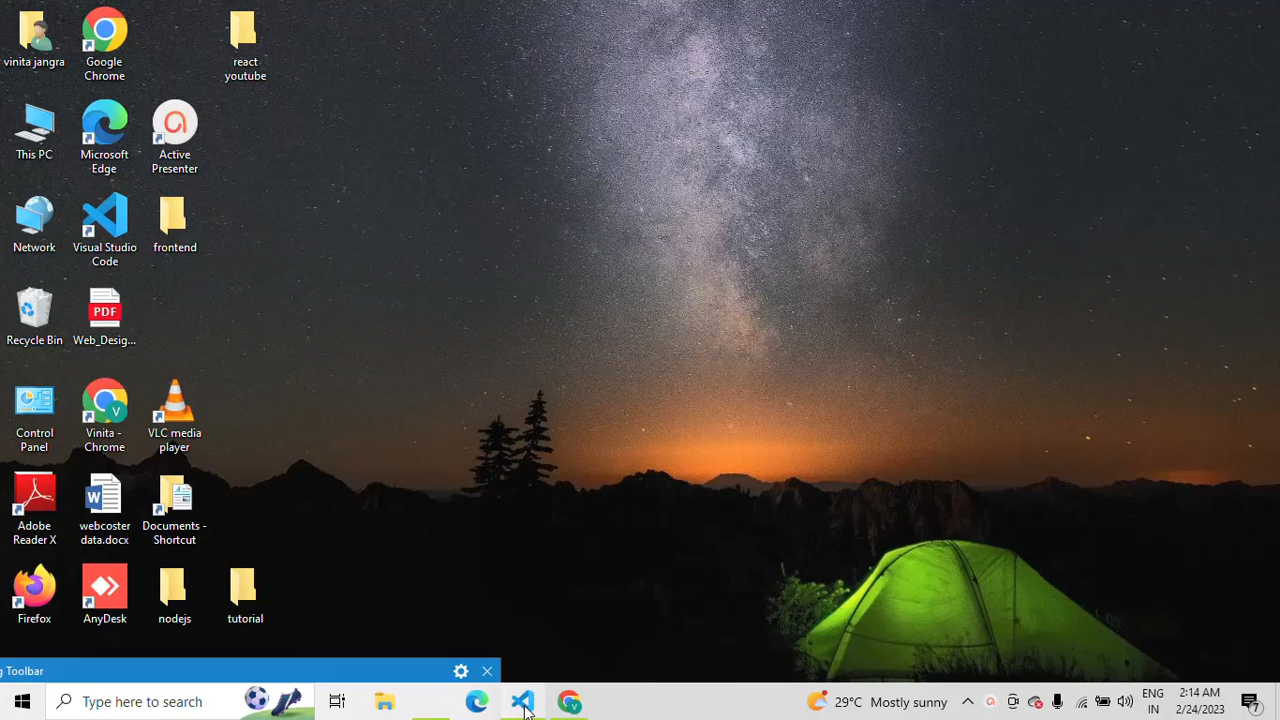 vinita jangra
Google
Chrome
react
youtube
This PC
Microsoft
Edge
Active
Presenter
Network
Visual Studio
Code
frontend
Recycle Bin
PDF
Web_Desig...
Control
Panel
V
Vinita -
Chrome
VLC media
player
Adobe
Reader X
W
webcoster
data.docx
Documents -
Shortcut
Firefox
AnyDesk
nodejs
tutorial
g Toolbar
Type here to search
V
29°C Mostly sunny
ENG
IN
2:14 AM
2/24/2023
7